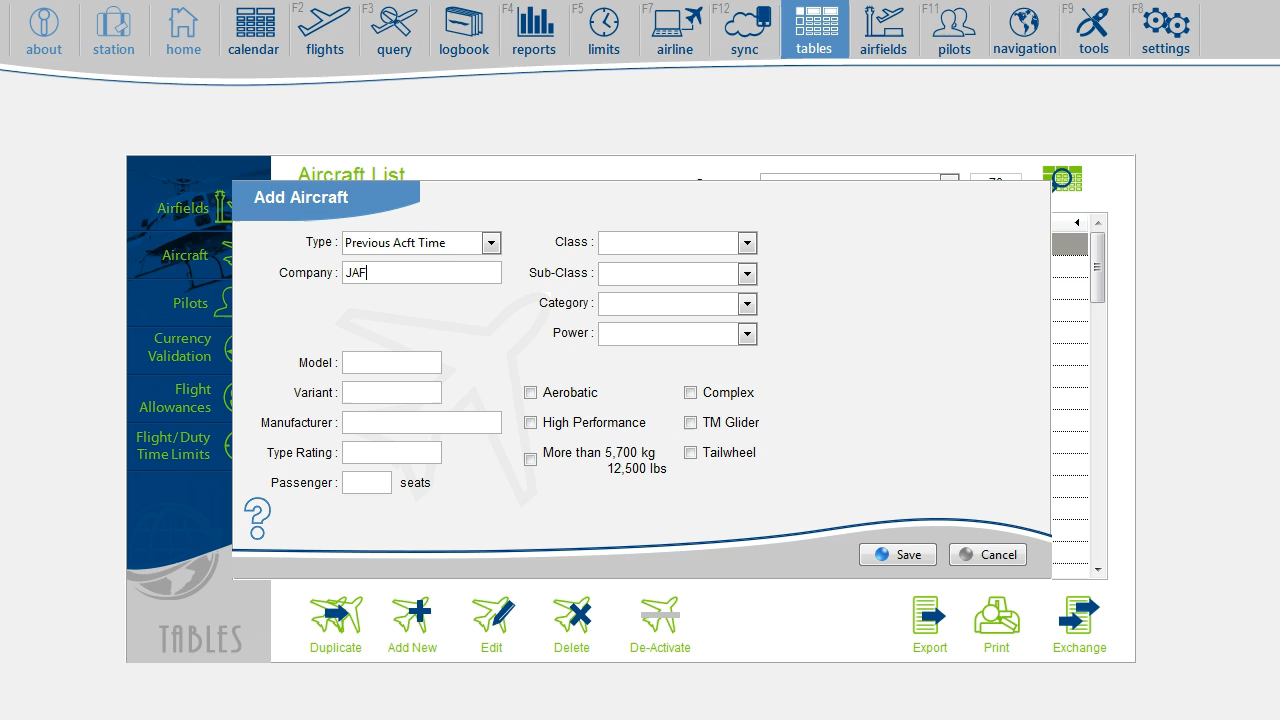 F2 F3 F4 F5 F7 F12 F11 F9 F8
about station home calendar flights query logbook reports limits airline sync tables airfields pilots navigation tools settings
Aircraft List
Add Aircraft
Airfields
Aircraft
Pilots
Currency
Validation
Flight
Allowances
Flight/Duty
Time Limits
TABLES
Type : Previous Acft Time
Company : JAF
Model :
Variant :
Manufacturer :
Type Rating :
Passenger : seats
Class :
Sub-Class :
Category :
Power :
Aerobatic
Complex
High Performance
TM Glider
More than 5,700 kg
12,500 lbs
Tailwheel
?
Save Cancel
Duplicate Add New Edit Delete De-Activate Export Print Exchange